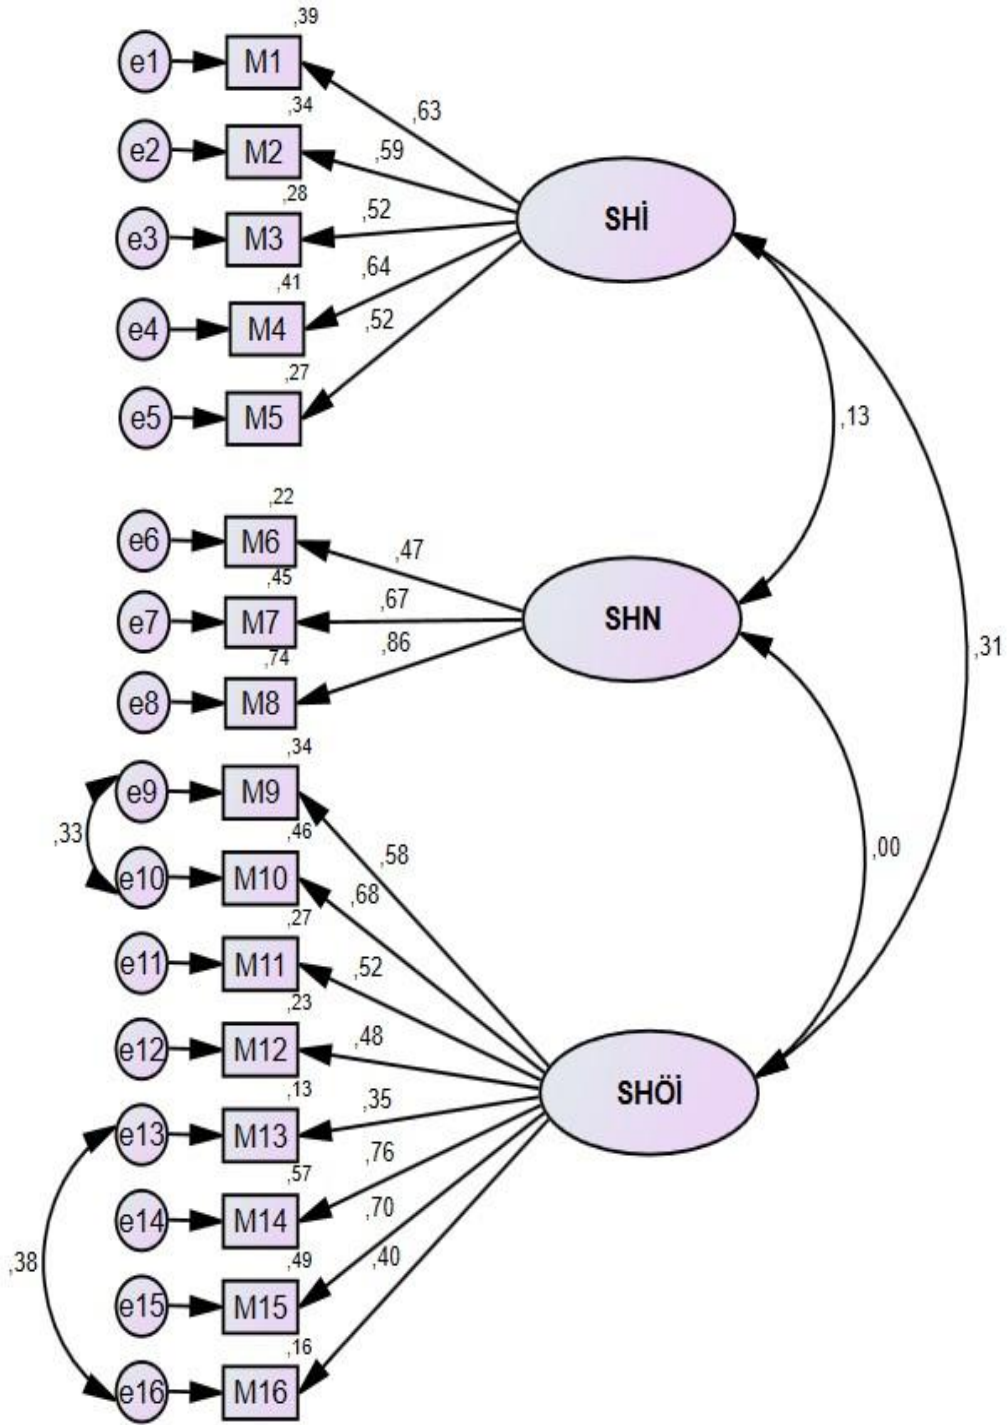 ,39
e1 M1
,63
,34
e2 M2 ,59
,28
e3 M3 ,52
SHİ
,41
,64
e4 M4
,52
,27
e5 M5
,13
,22
e6 M6 ,47
,45
e7 M7 ,67
SHN
,74
,86
e8 M8
,31
,34
e9 M9
,33
,46
,58
,00
e10 M10 ,68
,27
e11 M11 ,52
,23
e12 M12 ,48
,13
,35
SHÖİ
e13 M13
,57
,76
e14 M14 ,70
,38
,49
,40
e15 M15
,16
e16 M16